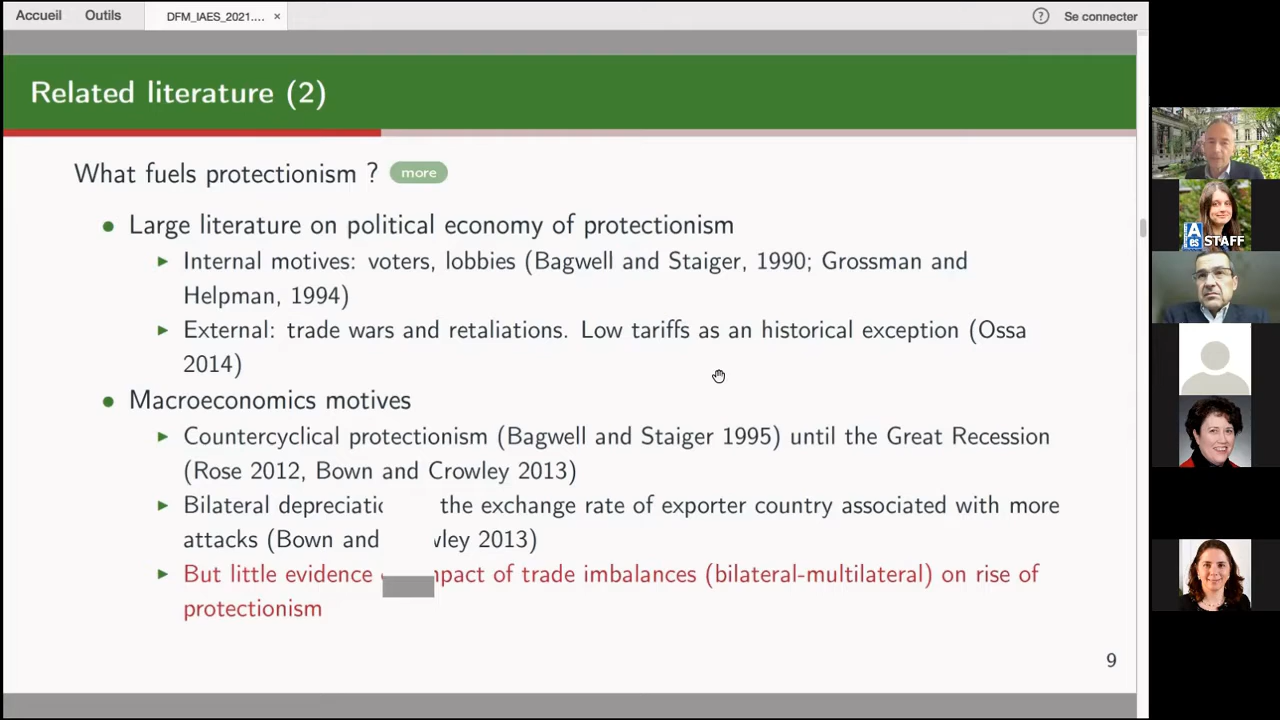 Accueil Outils DFM_IAES_2021.... × ? Se connecter
Related literature (2)
What fuels protectionism ? more
Large literature on political economy of protectionism
Internal motives: voters, lobbies (Bagwell and Staiger, 1990; Grossman and
Helpman, 1994)
External: trade wars and retaliations. Low tariffs as an historical exception (Ossa
2014)
Macroeconomics motives
Countercyclical protectionism (Bagwell and Staiger 1995) until the Great Recession
(Rose 2012, Bown and Crowley 2013)
Bilateral the exchange rate of exporter country associated with more
attacks (Bown and 2013)
But little evidence of trade imbalances (bilateral-multilateral) on rise of
protectionism
9
Aes STAFF